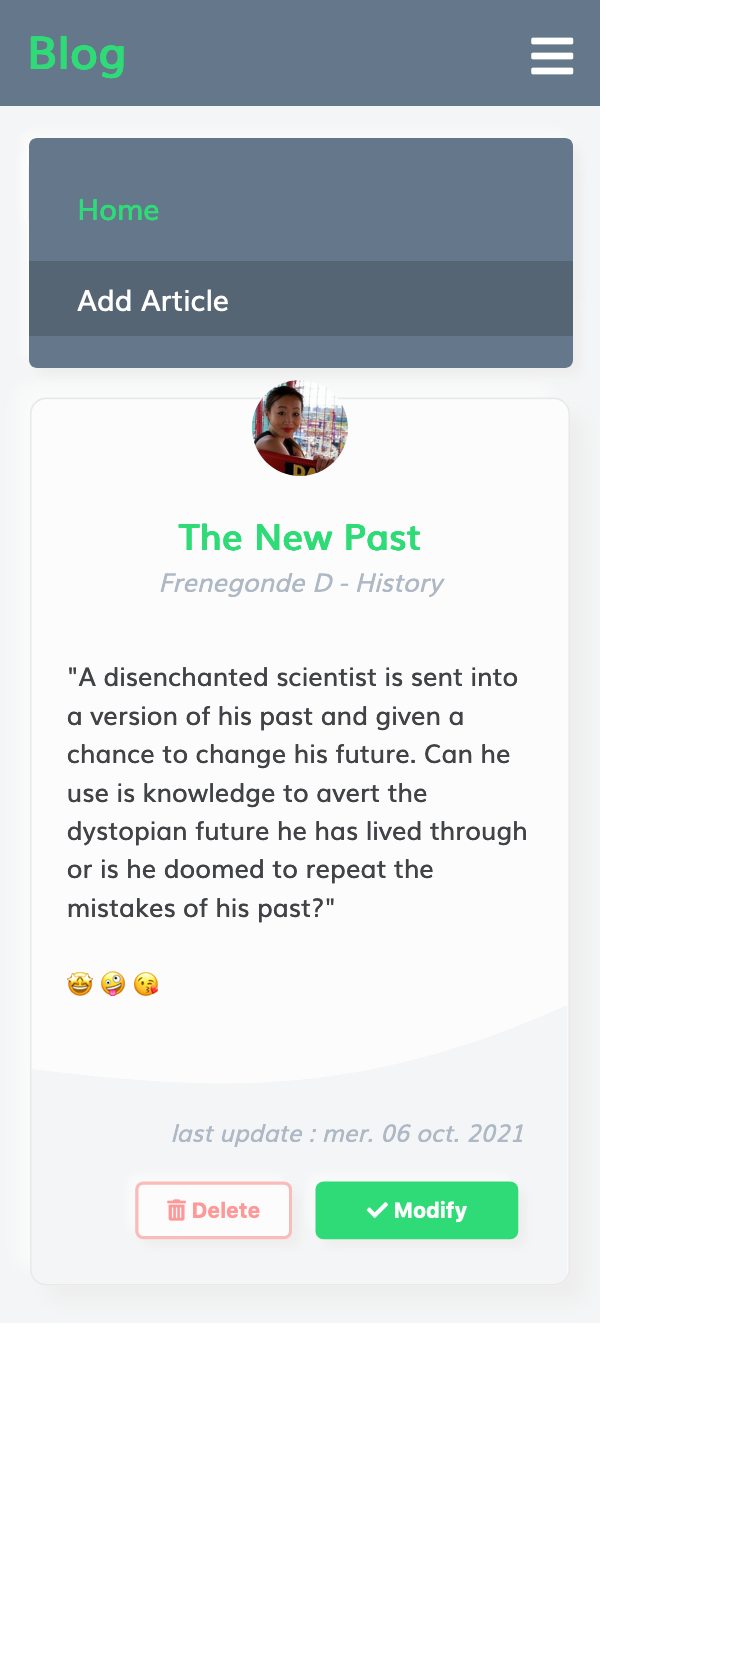 Blog
Home
Add Article
The New Past
Frenegonde D - History
"A disenchanted scientist is sent into
a version of his past and given a
chance to change his future. Can he
use is knowledge to avert the
dystopian future he has lived through
or is he doomed to repeat the
mistakes of his past?"
🤩 🤪 😘
last update : mer. 06 oct. 2021
Delete
Modify